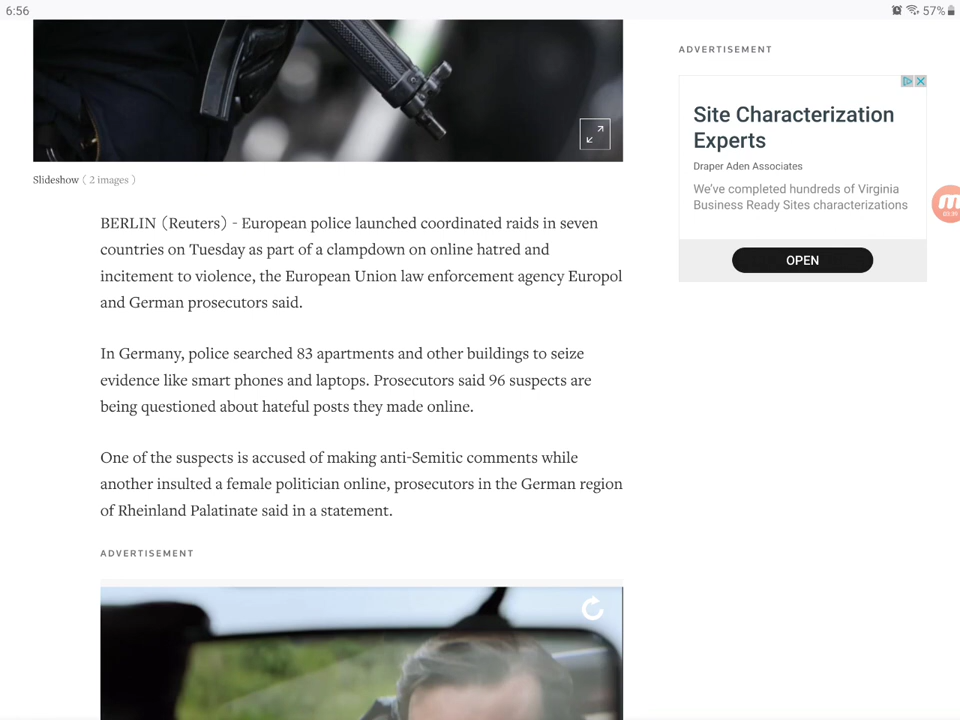 6:56
57%
ADVERTISEMENT
Site Characterization
Experts
Draper Aden Associates
We've completed hundreds of Virginia
Business Ready Sites characterizations
OPEN
Slideshow ( 2 images )
BERLIN (Reuters) - European police launched coordinated raids in seven
countries on Tuesday as part of a clampdown on online hatred and
incitement to violence, the European Union law enforcement agency Europol
and German prosecutors said.
In Germany, police searched 83 apartments and other buildings to seize
evidence like smart phones and laptops. Prosecutors said 96 suspects are
being questioned about hateful posts they made online.
One of the suspects is accused of making anti-Semitic comments while
another insulted a female politician online, prosecutors in the German region
of Rheinland Palatinate said in a statement.
ADVERTISEMENT